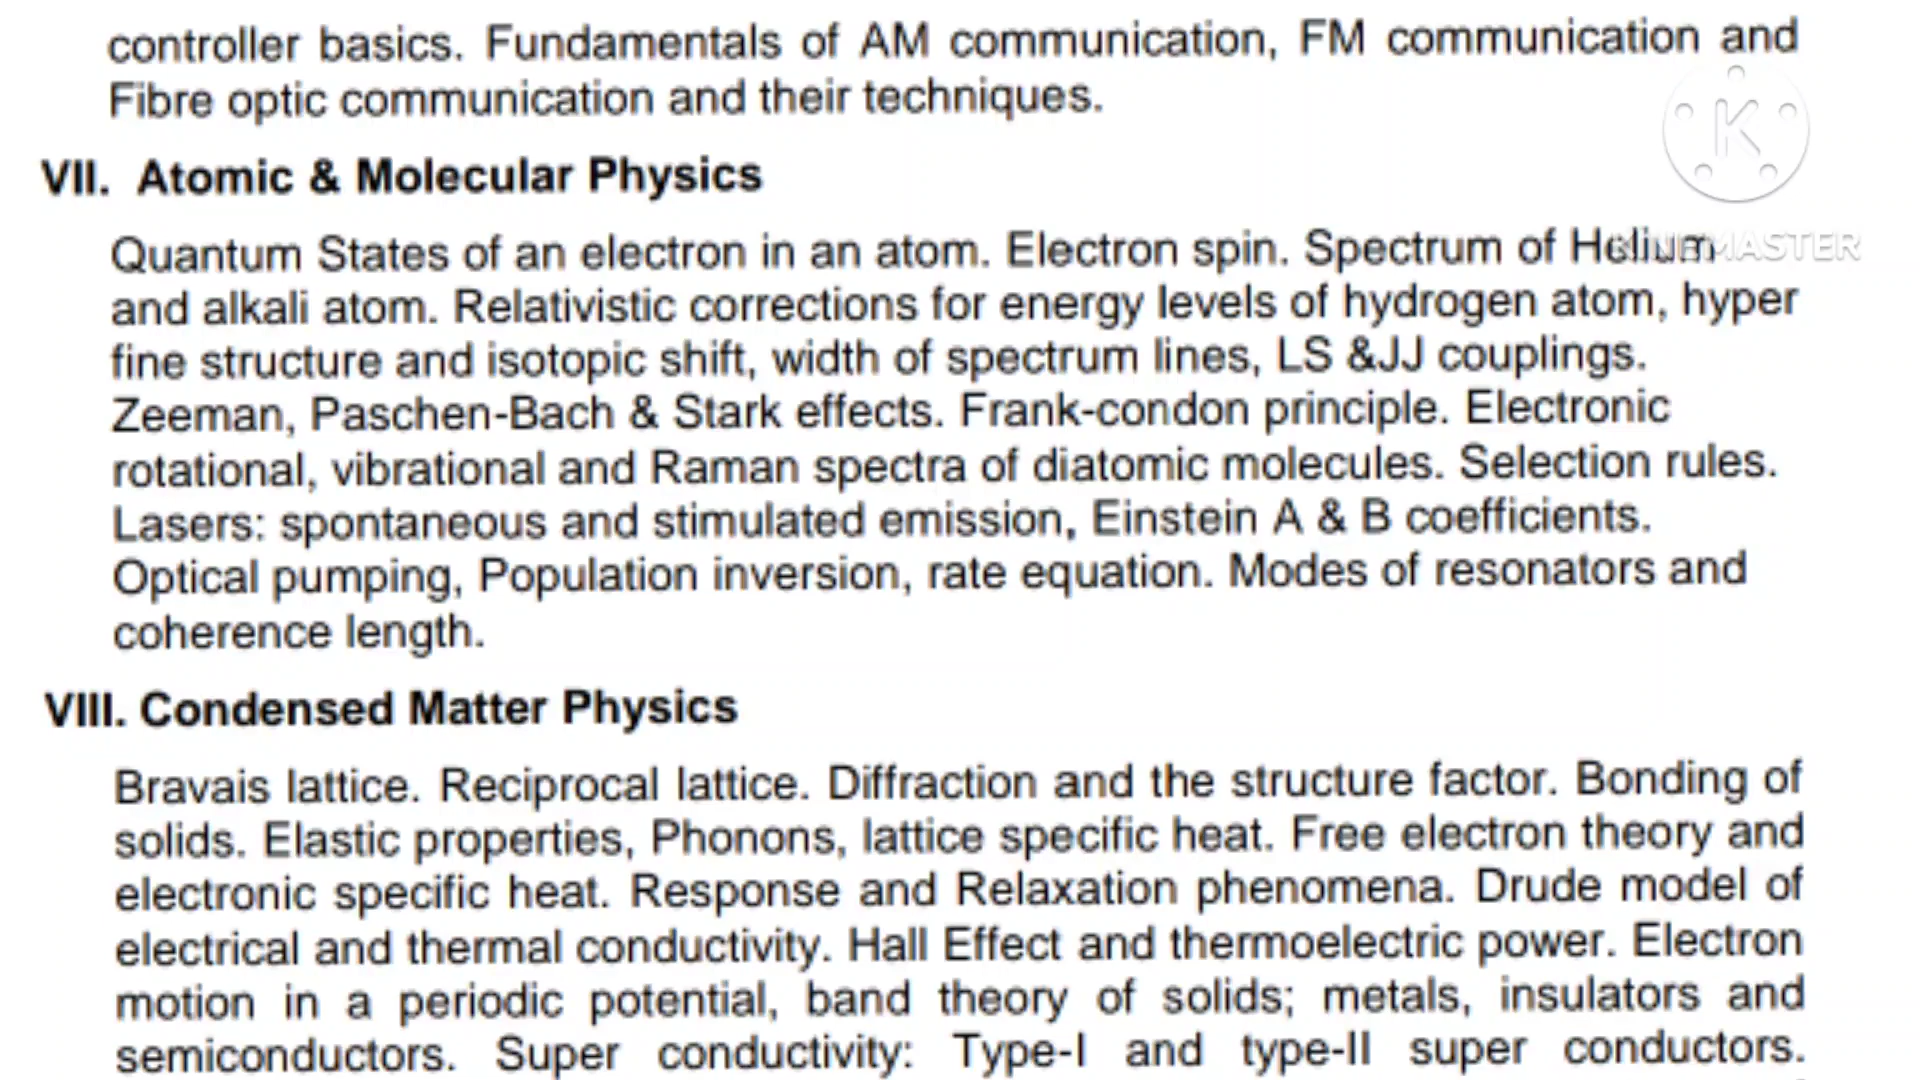 controller basics. Fundamentals of AM communication, FM communication and
Fibre optic communication and their techniques.
VII. Atomic & Molecular Physics
Quantum States of an electron in an atom. Electron spin. Spectrum of Helium
and alkali atom. Relativistic corrections for energy levels of hydrogen atom, hyper
fine structure and isotopic shift, width of spectrum lines, LS &JJ couplings.
Zeeman, Paschen-Bach & Stark effects. Frank-condon principle. Electronic
rotational, vibrational and Raman spectra of diatomic molecules. Selection rules.
Lasers: spontaneous and stimulated emission, Einstein A & B coefficients.
Optical pumping, Population inversion, rate equation. Modes of resonators and
coherence length.
VIII. Condensed Matter Physics
Bravais lattice. Reciprocal lattice. Diffraction and the structure factor. Bonding of
solids. Elastic properties, Phonons, lattice specific heat. Free electron theory and
electronic specific heat. Response and Relaxation phenomena. Drude model of
electrical and thermal conductivity. Hall Effect and thermoelectric power. Electron
motion in a periodic potential, band theory of solids; metals, insulators and
semiconductors. Super conductivity: Type-I and type-II super conductors.
K
KINEMASTER